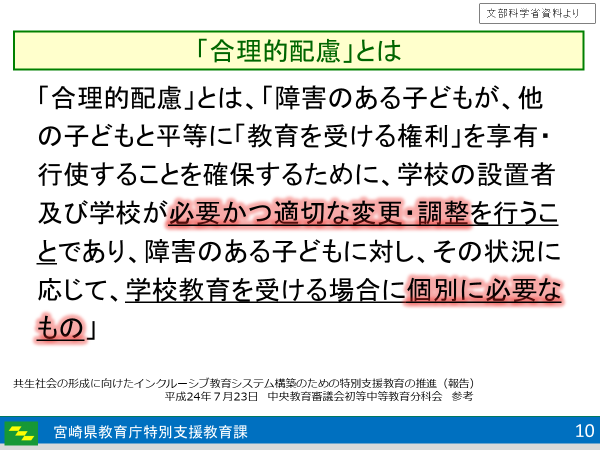 文部科学省資料より
「合理的配慮」とは
「合理的配慮」とは、「障害のある子どもが、他
の子どもと平等に「教育を受ける権利」を享有・
行使することを確保するために、学校の設置者
及び学校が必要かつ適切な変更・調整を行うこ
とであり、障害のある子どもに対し、その状況に
応じて、学校教育を受ける場合に個別に必要な
もの」
共生社会の形成に向けたインクルーシブ教育システム構築のための特別支援教育の推進（報告）
平成24年７月23日 中央教育審議会初等中等教育分科会 参考
宮崎県教育庁特別支援教育課
10